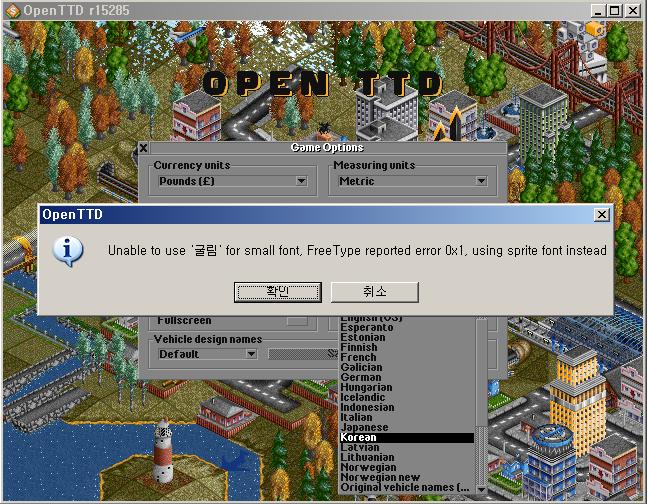 OpenTTD r15285
OPEN TTD
Game Options
Currency units
Measuring units
Pounds (£)
Metric
OpenTTD
Unable to use '굴림' for small font, FreeType reported error 0x1, using sprite font instead
확인
취소
Fullscreen
English (US)
Esperanto
Estonian
Vehicle design names
Finnish
Default
French
Galician
German
Hungarian
Icelandic
Indonesian
Italian
Japanese
Korean
Latvian
Lithuanian
Norwegian
Norwegian new
Original vehicle names (...